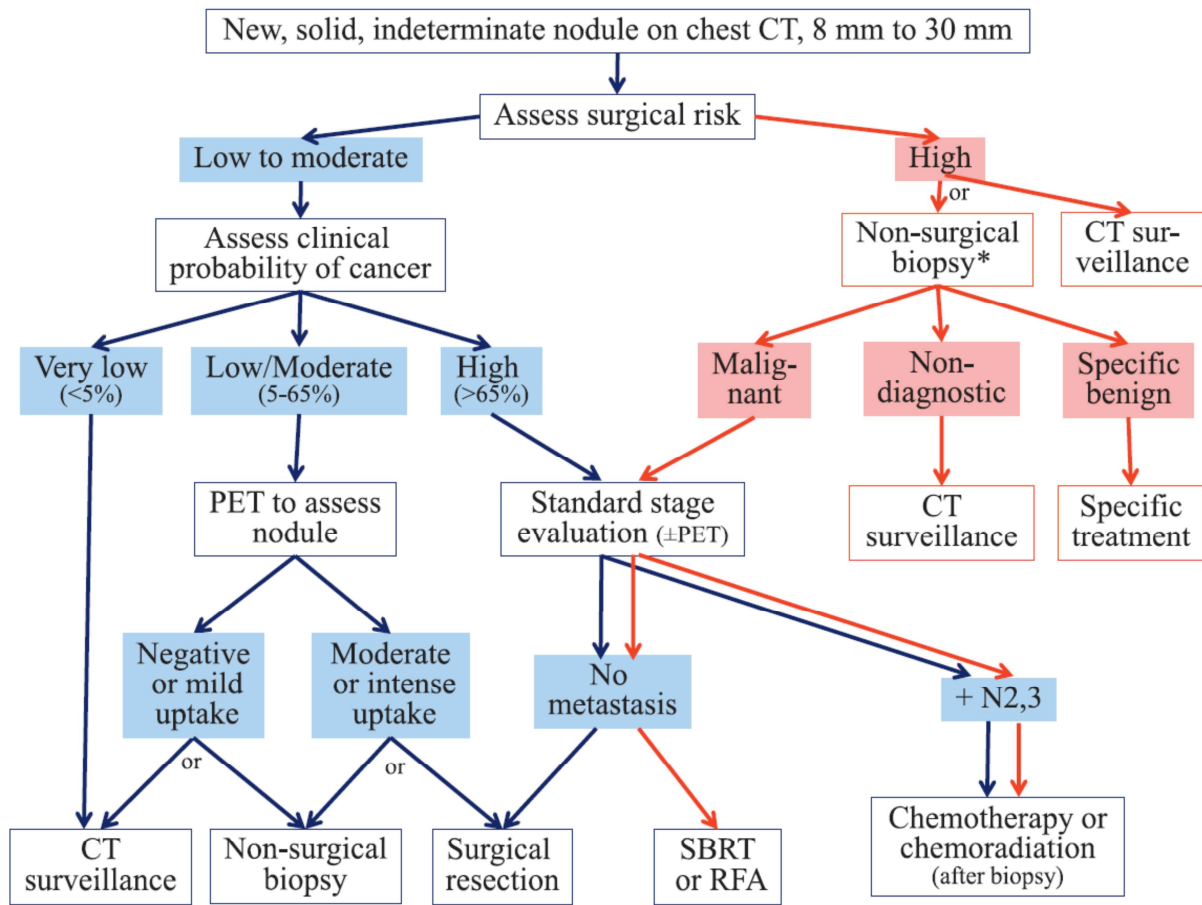 New, solid, indeterminate nodule on chest CT, 8 mm to 30 mm
Assess surgical risk
Low to moderate
High
or
Assess clinical
probability of cancer
Non-surgical
biopsy*
CT sur-
veillance
Very low
(<5%)
Low/Moderate
(5-65%)
High
(>65%)
Malig-
nant
Non-
diagnostic
Specific
benign
PET to assess
nodule
Standard stage
evaluation (±PET)
CT
surveillance
Specific
treatment
Negative
or mild
uptake
Moderate
or intense
uptake
No
metastasis
+ N2,3
or
or
CT
surveillance
Non-surgical
biopsy
Surgical
resection
SBRT
or RFA
Chemotherapy or
chemoradiation
(after biopsy)